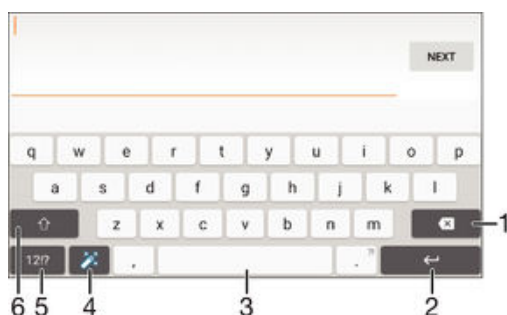 NEXT
q w e r t y u i o p
a s d f g h j k l
z x c v b n m 1
12!? , . ?!
6 5 4 3 2